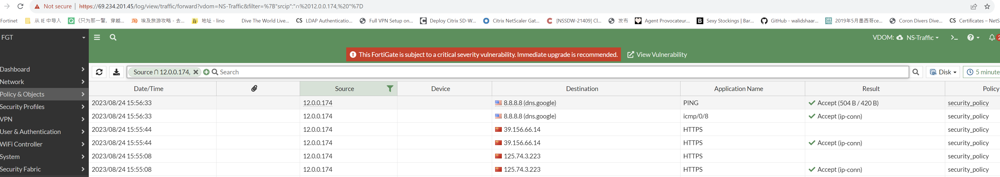 Not secure https://69.234.201.45/log/view/traffic/forward?vdom=NS-Traffic&filter=%7B"srcip":"∩%2012.0.0.174,%20"%7D
Fortinet 从 IE 中导入 《只为那一瞥，穿越... 淘 埃及旅游攻略 - 去... li 地址 - lino Dive The World Live... CS LDAP Authenticatio... Full VPN Setup on... Deploy Citrix SD-W... Citrix NetScaler Gat... [NSSDW-21409] Cl... 发布 Agent Provocateur... B Sexy Stockings | Bar... GitHub - walidshaar... 2019年5月墨西哥ce... Coron Divers Dive... CS Certificates – NetS
FGT VDOM: NS-Traffic
This FortiGate is subject to a critical severity vulnerability. Immediate upgrade is recommended. View Vulnerability
Dashboard
Network
Policy & Objects
Security Profiles
VPN
User & Authentication
WiFi Controller
System
Security Fabric
Source ∩ 12.0.0.174, Search Disk 5 minute
Date/Time Source Device Destination Application Name Result Policy
2023/08/24 15:56:33 12.0.0.174 8.8.8.8 (dns.google) PING Accept (504 B / 420 B) security_policy
2023/08/24 15:56:33 12.0.0.174 8.8.8.8 (dns.google) icmp/0/8 Accept (ip-conn) security_policy
2023/08/24 15:55:44 12.0.0.174 39.156.66.14 HTTPS security_policy
2023/08/24 15:55:44 12.0.0.174 39.156.66.14 HTTPS Accept (ip-conn) security_policy
2023/08/24 15:55:08 12.0.0.174 125.74.3.223 HTTPS security_policy
2023/08/24 15:55:08 12.0.0.174 125.74.3.223 HTTPS Accept (ip-conn) security_policy